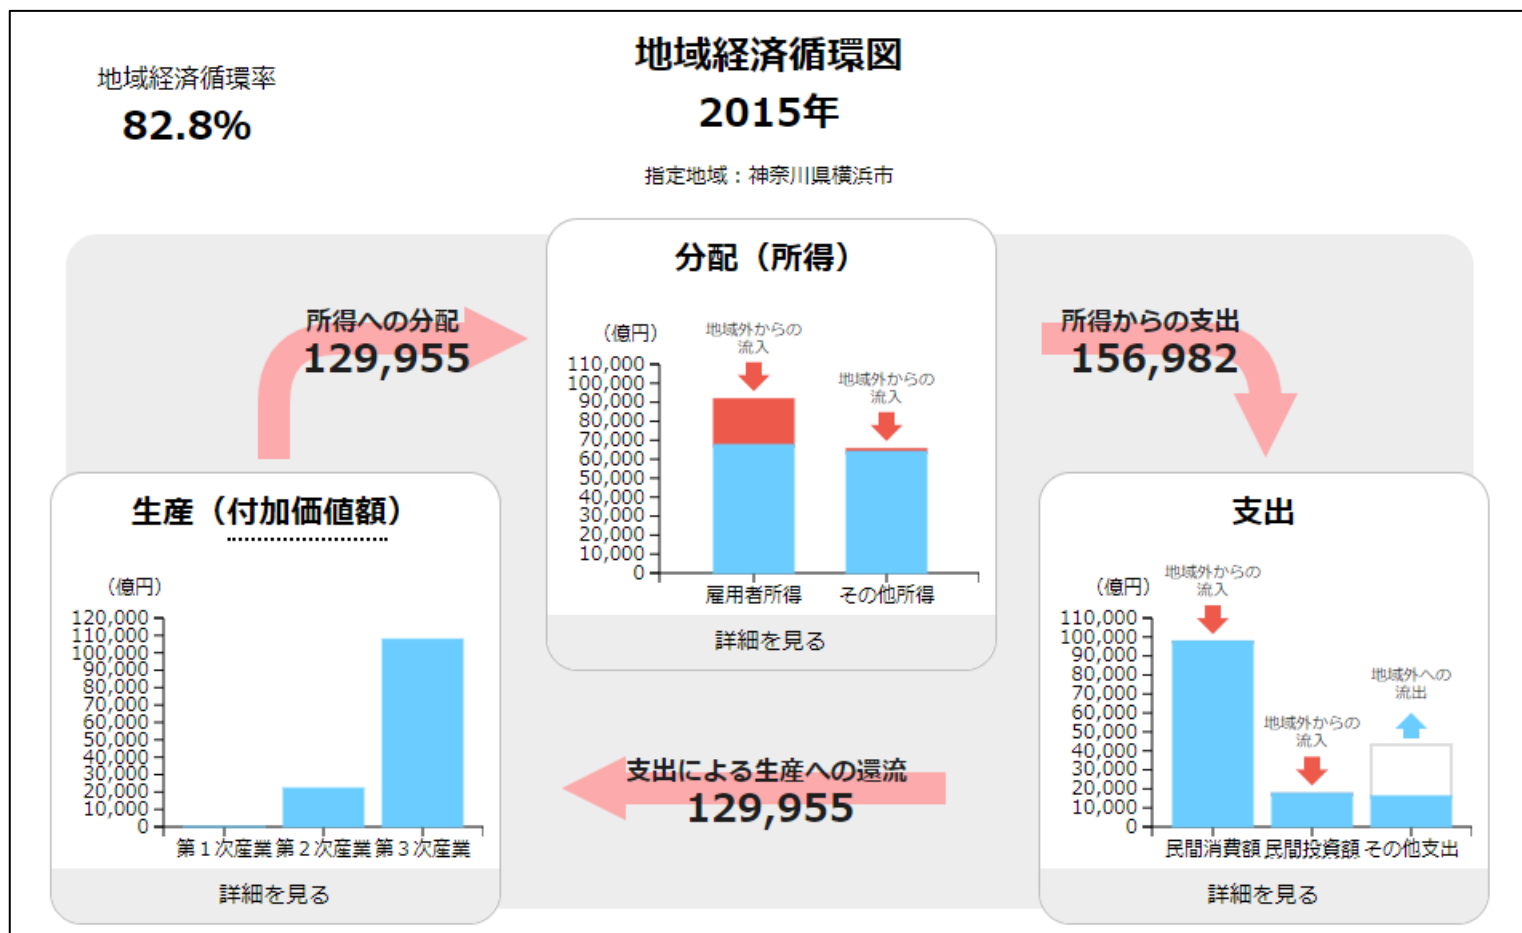 地域経済循環率
82.8%
地域経済循環図
2015年
指定地域：神奈川県横浜市
所得への分配
129,955
分配（所得）
（億円）
地域外からの
流入
地域外からの
流入
110,000
100,000
90,000
80,000
70,000
60,000
50,000
40,000
30,000
20,000
10,000
0
雇用者所得 その他所得
詳細を見る
所得からの支出
156,982
生産（付加価値額）
（億円）
120,000
110,000
100,000
90,000
80,000
70,000
60,000
50,000
40,000
30,000
20,000
10,000
0
第１次産業 第２次産業 第３次産業
詳細を見る
支出による生産への還流
129,955
支出
（億円）
地域外からの
流入
地域外からの
流入
地域外への
流出
110,000
100,000
90,000
80,000
70,000
60,000
50,000
40,000
30,000
20,000
10,000
0
民間消費額 民間投資額 その他支出
詳細を見る